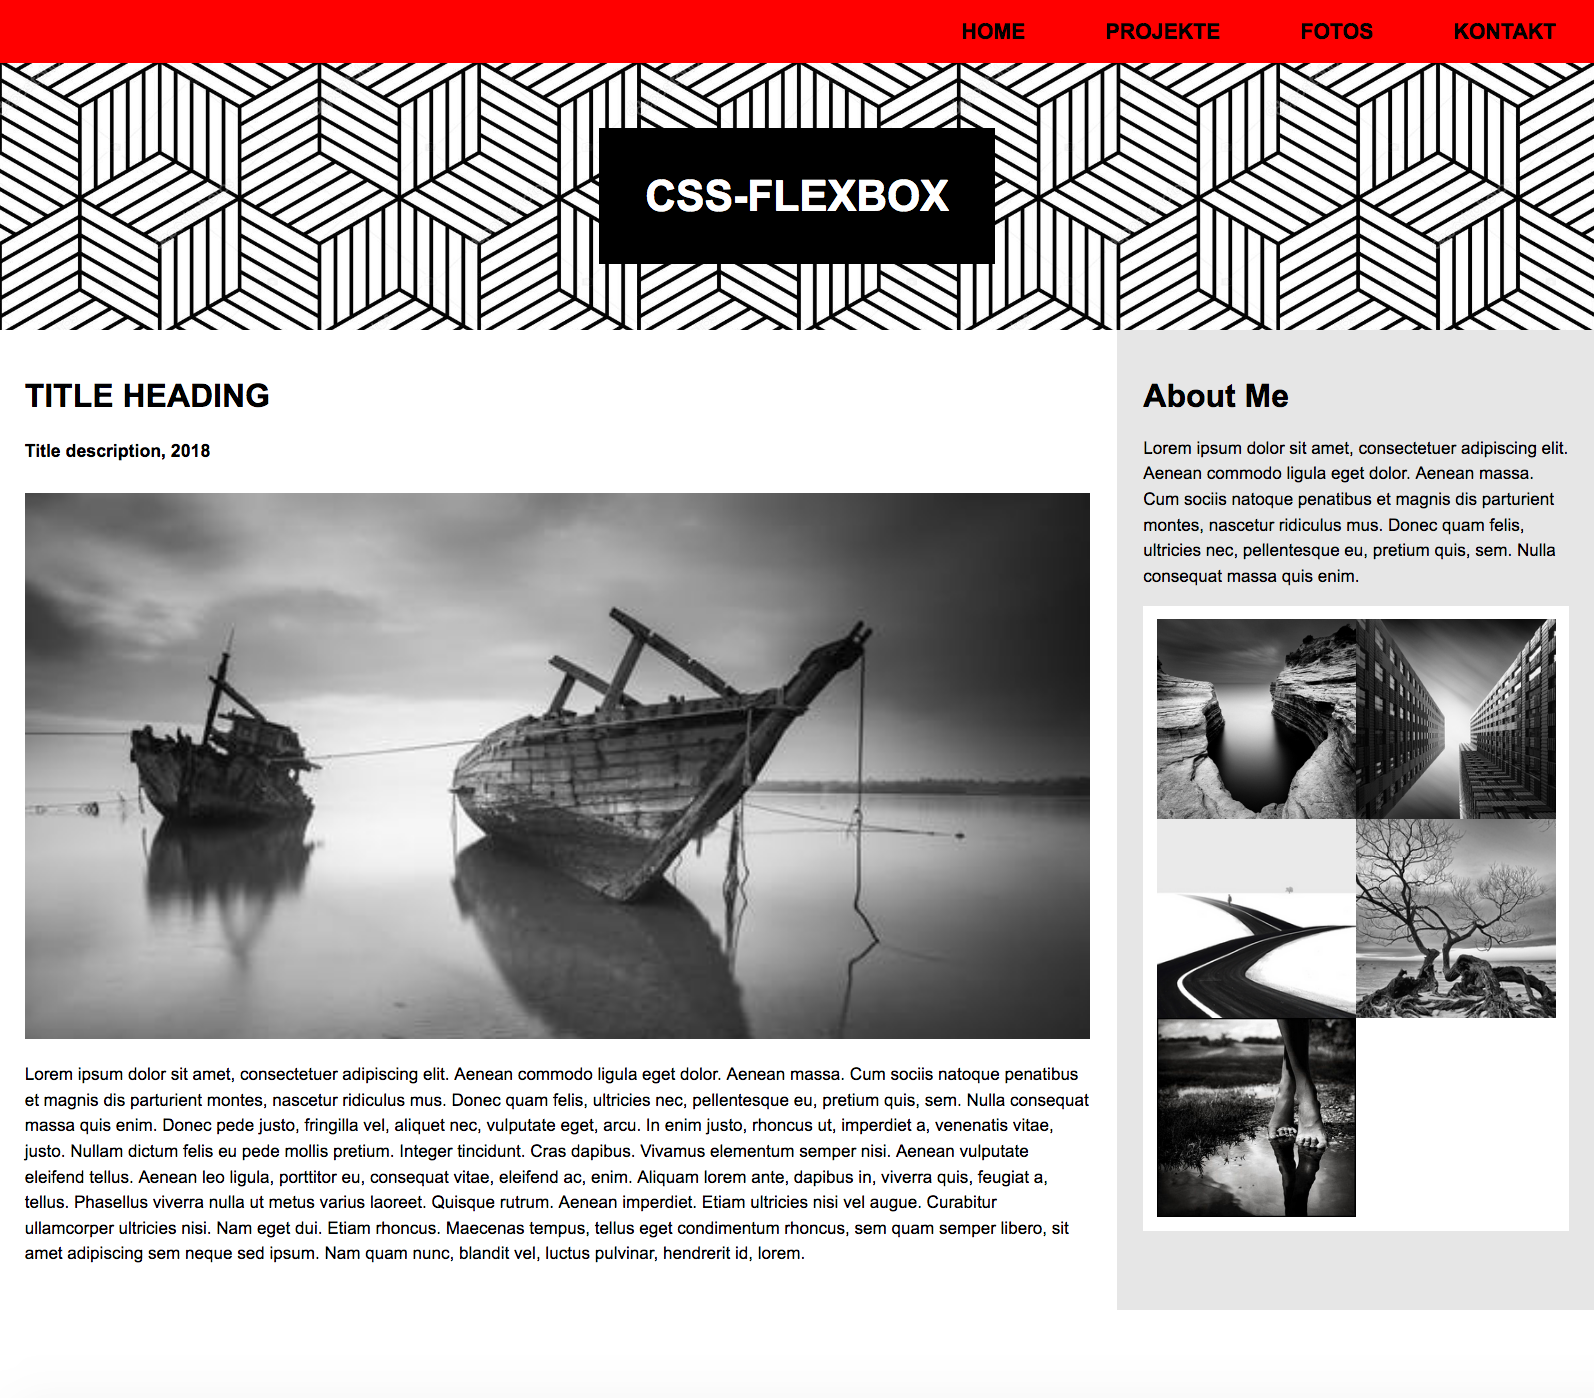 HOME PROJEKTE FOTOS KONTAKT
CSS-FLEXBOX
TITLE HEADING
Title description, 2018
Lorem ipsum dolor sit amet, consectetuer adipiscing elit. Aenean commodo ligula eget dolor. Aenean massa. Cum sociis natoque penatibus
et magnis dis parturient montes, nascetur ridiculus mus. Donec quam felis, ultricies nec, pellentesque eu, pretium quis, sem. Nulla consequat
massa quis enim. Donec pede justo, fringilla vel, aliquet nec, vulputate eget, arcu. In enim justo, rhoncus ut, imperdiet a, venenatis vitae,
justo. Nullam dictum felis eu pede mollis pretium. Integer tincidunt. Cras dapibus. Vivamus elementum semper nisi. Aenean vulputate
eleifend tellus. Aenean leo ligula, porttitor eu, consequat vitae, eleifend ac, enim. Aliquam lorem ante, dapibus in, viverra quis, feugiat a,
tellus. Phasellus viverra nulla ut metus varius laoreet. Quisque rutrum. Aenean imperdiet. Etiam ultricies nisi vel augue. Curabitur
ullamcorper ultricies nisi. Nam eget dui. Etiam rhoncus. Maecenas tempus, tellus eget condimentum rhoncus, sem quam semper libero, sit
amet adipiscing sem neque sed ipsum. Nam quam nunc, blandit vel, luctus pulvinar, hendrerit id, lorem.
About Me
Lorem ipsum dolor sit amet, consectetuer adipiscing elit.
Aenean commodo ligula eget dolor. Aenean massa.
Cum sociis natoque penatibus et magnis dis parturient
montes, nascetur ridiculus mus. Donec quam felis,
ultricies nec, pellentesque eu, pretium quis, sem. Nulla
consequat massa quis enim.